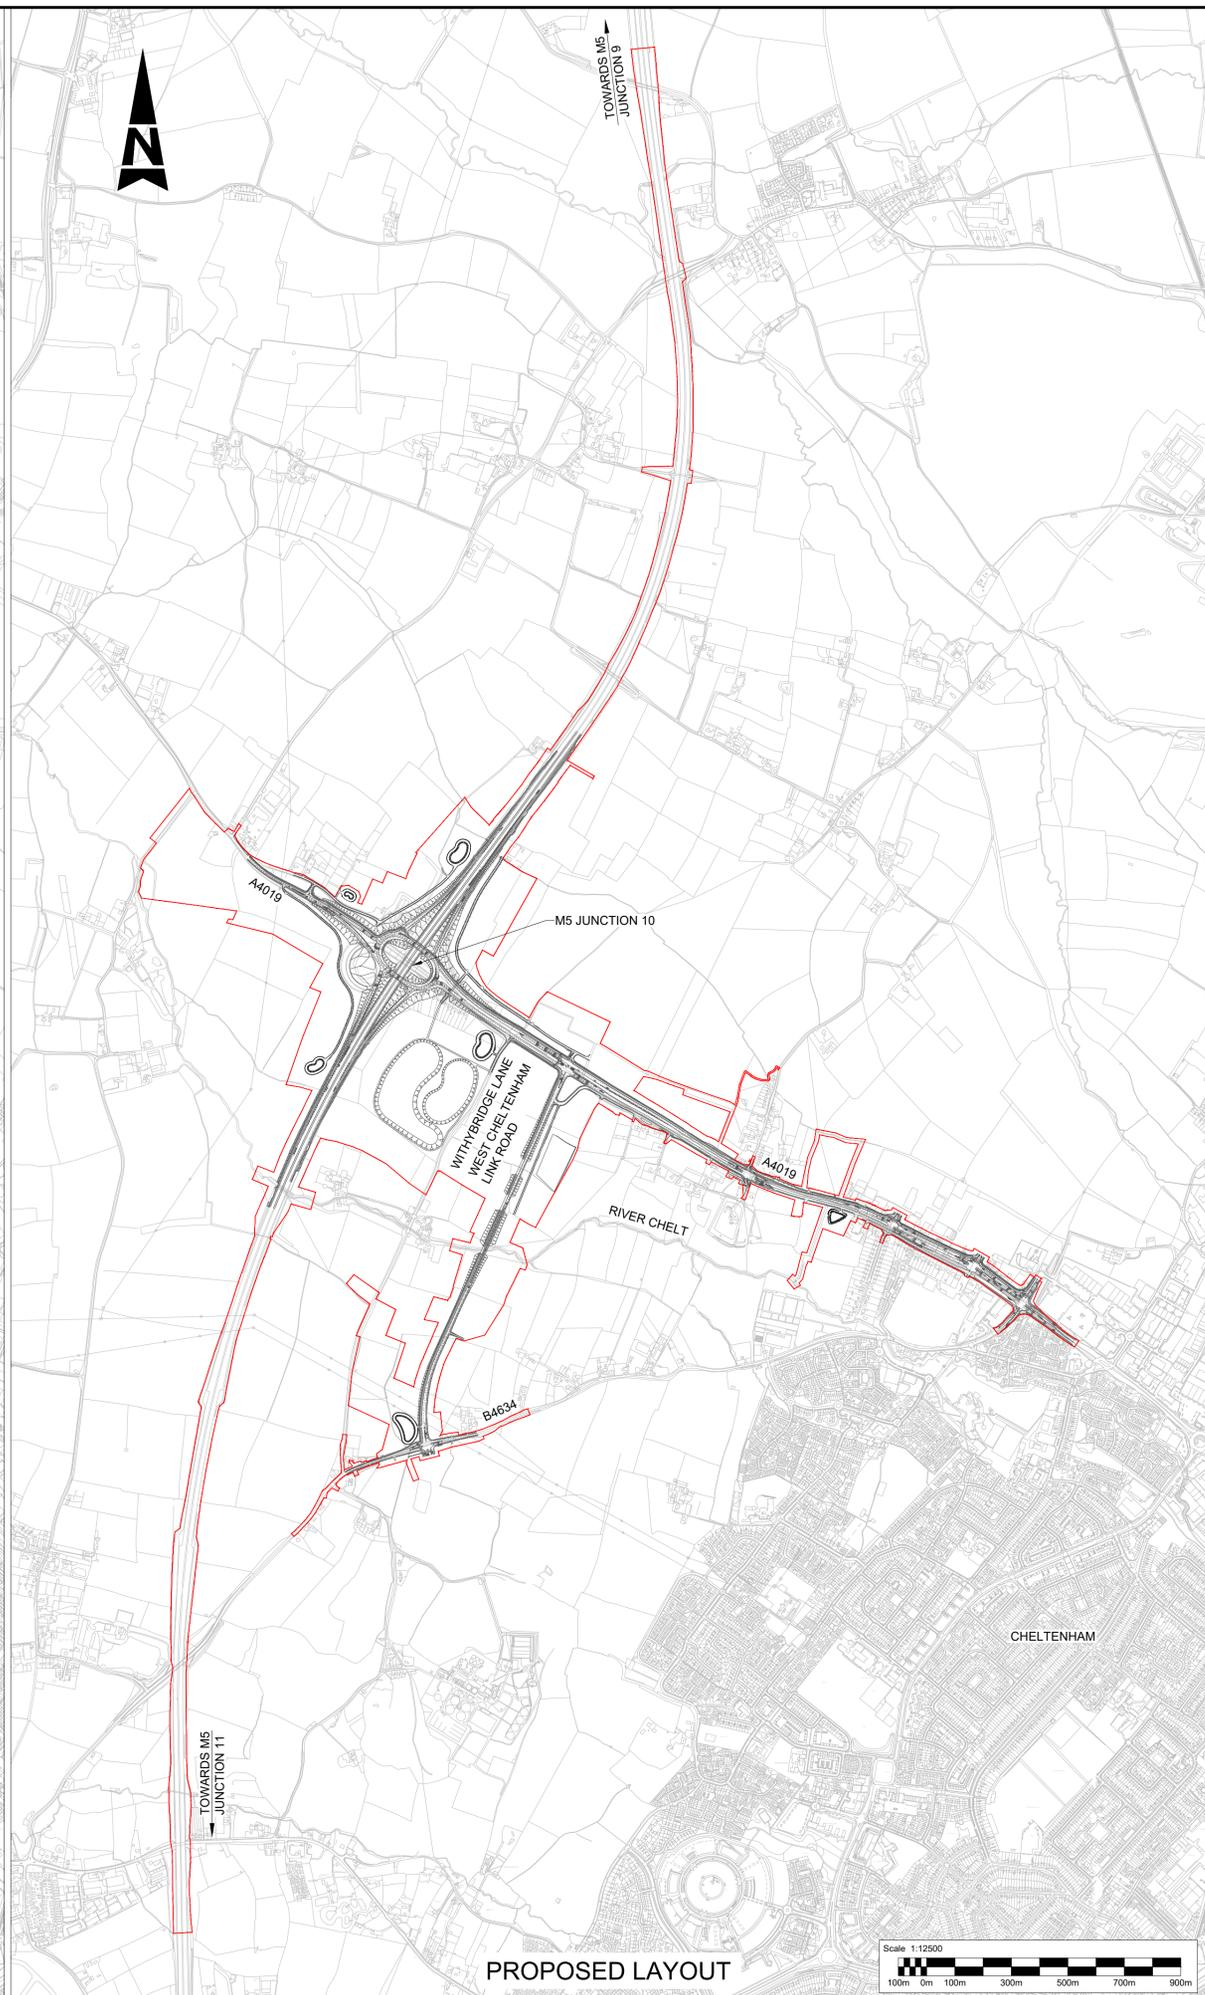 TOWARDS M5
JUNCTION 9
N
A4019
M5 JUNCTION 10
WITHYBRIDGE LANE
WEST CHELTENHAM
LINK ROAD
A4019
RIVER CHELT
B4634
CHELTENHAM
TOWARDS M5
JUNCTION 11
PROPOSED LAYOUT
Scale 1:12500
100m 0m 100m 300m 500m 700m 900m